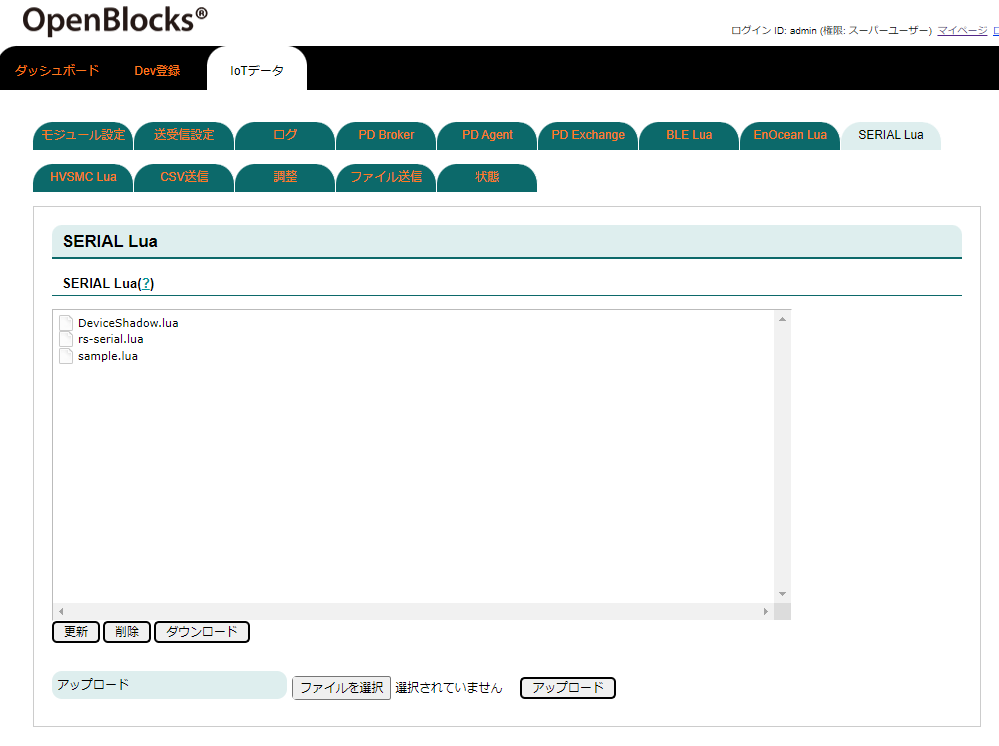 OpenBlocks®
ログイン ID: admin (権限: スーパーユーザー) マイページ
ダッシュボード Dev登録 IoTデータ
モジュール設定 送受信設定 ログ PD Broker PD Agent PD Exchange BLE Lua EnOcean Lua SERIAL Lua
HVSMC Lua CSV送信 調整 ファイル送信 状態
SERIAL Lua
SERIAL Lua(?)
DeviceShadow.lua
rs-serial.lua
sample.lua
更新 削除 ダウンロード
アップロード ファイルを選択 選択されていません アップロード